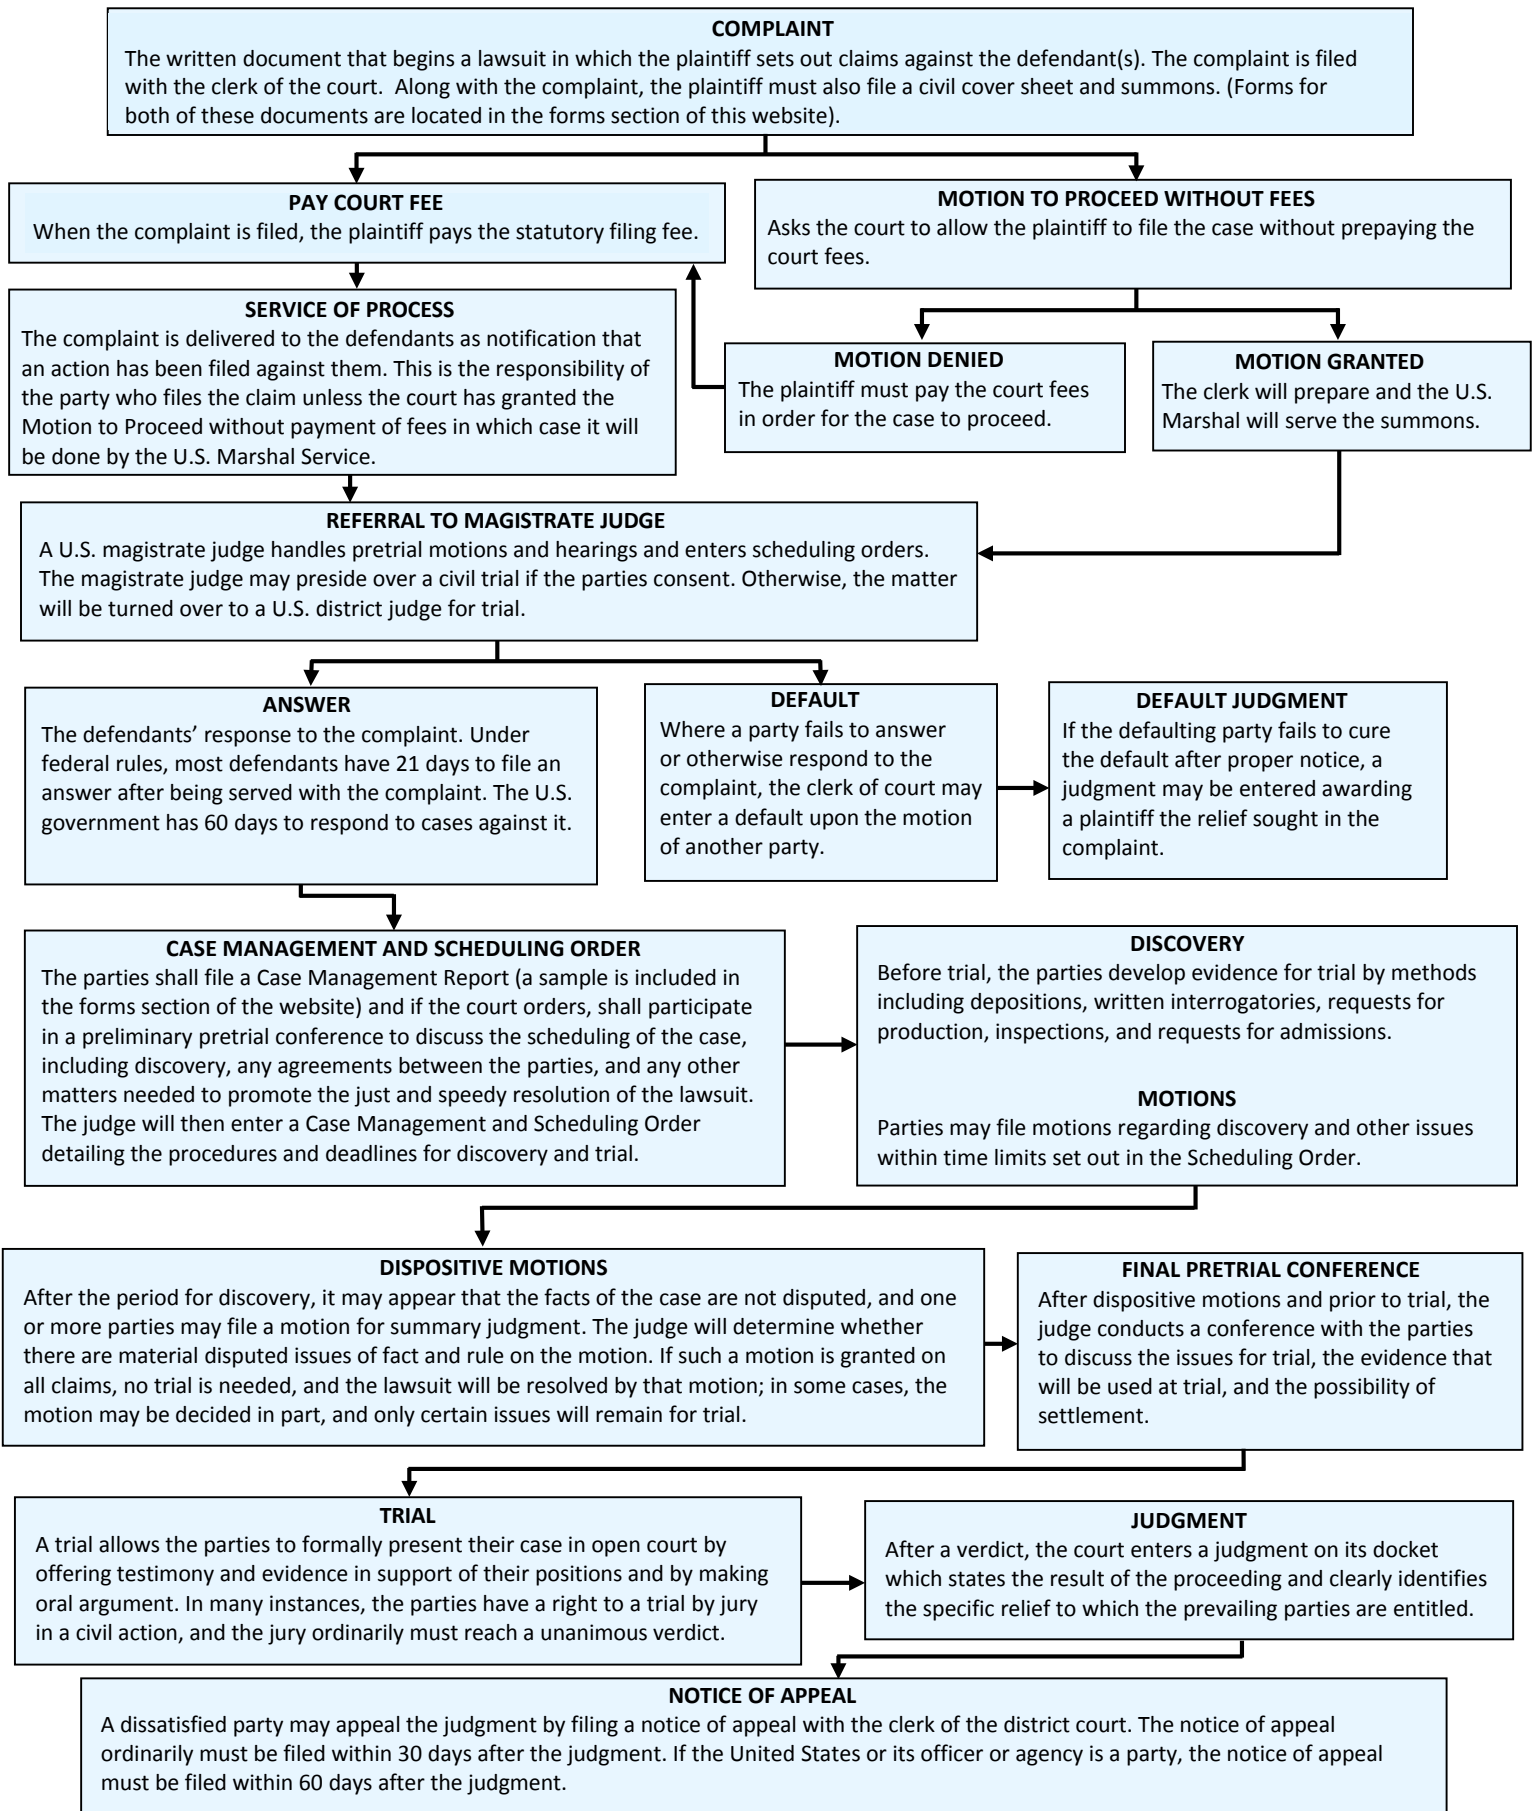 COMPLAINT
The written document that begins a lawsuit in which the plaintiff sets out claims against the defendant(s). The complaint is filed
with the clerk of the court.  Along with the complaint, the plaintiff must also file a civil cover sheet and summons. (Forms for
both of these documents are located in the forms section of this website).
PAY COURT FEE
When the complaint is filed, the plaintiff pays the statutory filing fee.
MOTION TO PROCEED WITHOUT FEES
Asks the court to allow the plaintiff to file the case without prepaying the
court fees.
SERVICE OF PROCESS
The complaint is delivered to the defendants as notification that
an action has been filed against them. This is the responsibility of
the party who files the claim unless the court has granted the
Motion to Proceed without payment of fees in which case it will
be done by the U.S. Marshal Service.
MOTION DENIED
The plaintiff must pay the court fees
in order for the case to proceed.
MOTION GRANTED
The clerk will prepare and the U.S.
Marshal will serve the summons.
REFERRAL TO MAGISTRATE JUDGE
A U.S. magistrate judge handles pretrial motions and hearings and enters scheduling orders.
The magistrate judge may preside over a civil trial if the parties consent. Otherwise, the matter
will be turned over to a U.S. district judge for trial.
ANSWER
The defendants' response to the complaint. Under
federal rules, most defendants have 21 days to file an
answer after being served with the complaint. The U.S.
government has 60 days to respond to cases against it.
DEFAULT
Where a party fails to answer
or otherwise respond to the
complaint, the clerk of court may
enter a default upon the motion
of another party.
DEFAULT JUDGMENT
If the defaulting party fails to cure
the default after proper notice, a
judgment may be entered awarding
a plaintiff the relief sought in the
complaint.
CASE MANAGEMENT AND SCHEDULING ORDER
The parties shall file a Case Management Report (a sample is included in
the forms section of the website) and if the court orders, shall participate
in a preliminary pretrial conference to discuss the scheduling of the case,
including discovery, any agreements between the parties, and any other
matters needed to promote the just and speedy resolution of the lawsuit.
The judge will then enter a Case Management and Scheduling Order
detailing the procedures and deadlines for discovery and trial.
DISCOVERY
Before trial, the parties develop evidence for trial by methods
including depositions, written interrogatories, requests for
production, inspections, and requests for admissions.
MOTIONS
Parties may file motions regarding discovery and other issues
within time limits set out in the Scheduling Order.
DISPOSITIVE MOTIONS
After the period for discovery, it may appear that the facts of the case are not disputed, and one
or more parties may file a motion for summary judgment. The judge will determine whether
there are material disputed issues of fact and rule on the motion. If such a motion is granted on
all claims, no trial is needed, and the lawsuit will be resolved by that motion; in some cases, the
motion may be decided in part, and only certain issues will remain for trial.
FINAL PRETRIAL CONFERENCE
After dispositive motions and prior to trial, the
judge conducts a conference with the parties
to discuss the issues for trial, the evidence that
will be used at trial, and the possibility of
settlement.
TRIAL
A trial allows the parties to formally present their case in open court by
offering testimony and evidence in support of their positions and by making
oral argument. In many instances, the parties have a right to a trial by jury
in a civil action, and the jury ordinarily must reach a unanimous verdict.
JUDGMENT
After a verdict, the court enters a judgment on its docket
which states the result of the proceeding and clearly identifies
the specific relief to which the prevailing parties are entitled.
NOTICE OF APPEAL
A dissatisfied party may appeal the judgment by filing a notice of appeal with the clerk of the district court. The notice of appeal
ordinarily must be filed within 30 days after the judgment. If the United States or its officer or agency is a party, the notice of appeal
must be filed within 60 days after the judgment.